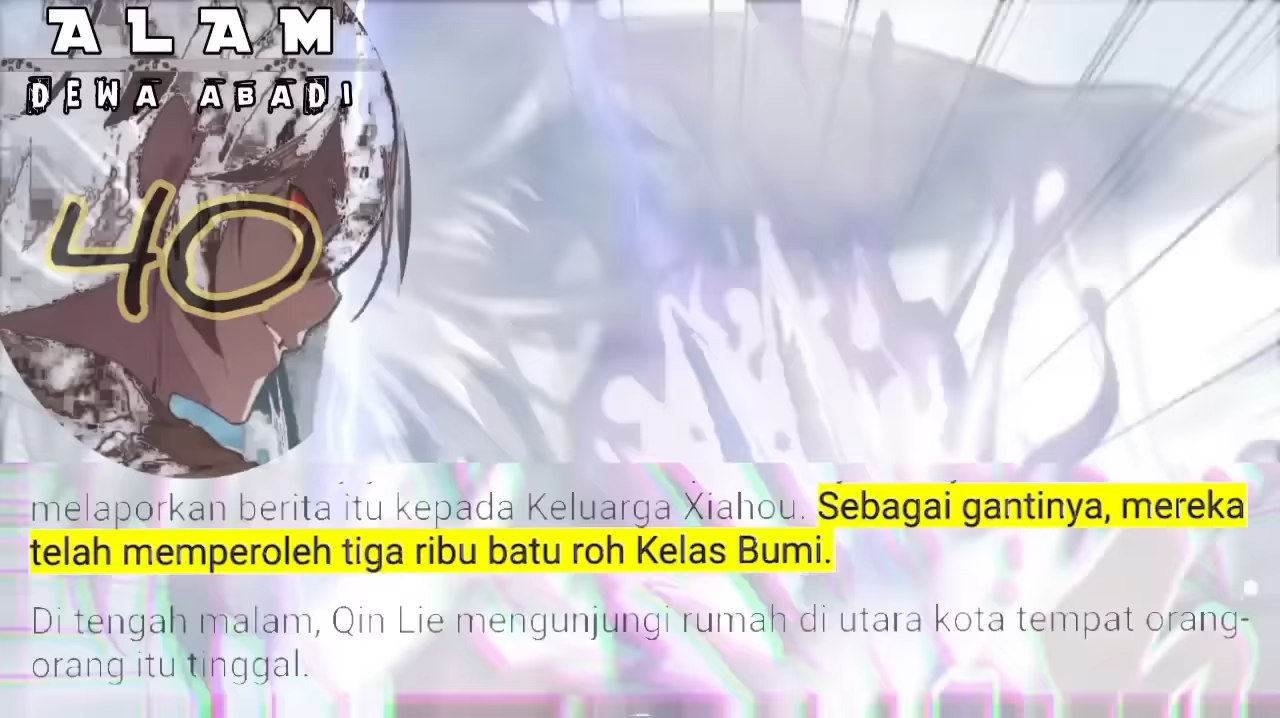 ALAM
DEWA ABADI
40
melaporkan berita itu kepada Keluarga Xiahou. Sebagai gantinya, mereka
telah memperoleh tiga ribu batu roh Kelas Bumi.
Di tengah malam, Qin Lie mengunjungi rumah di utara kota tempat orang-
orang itu tinggal.